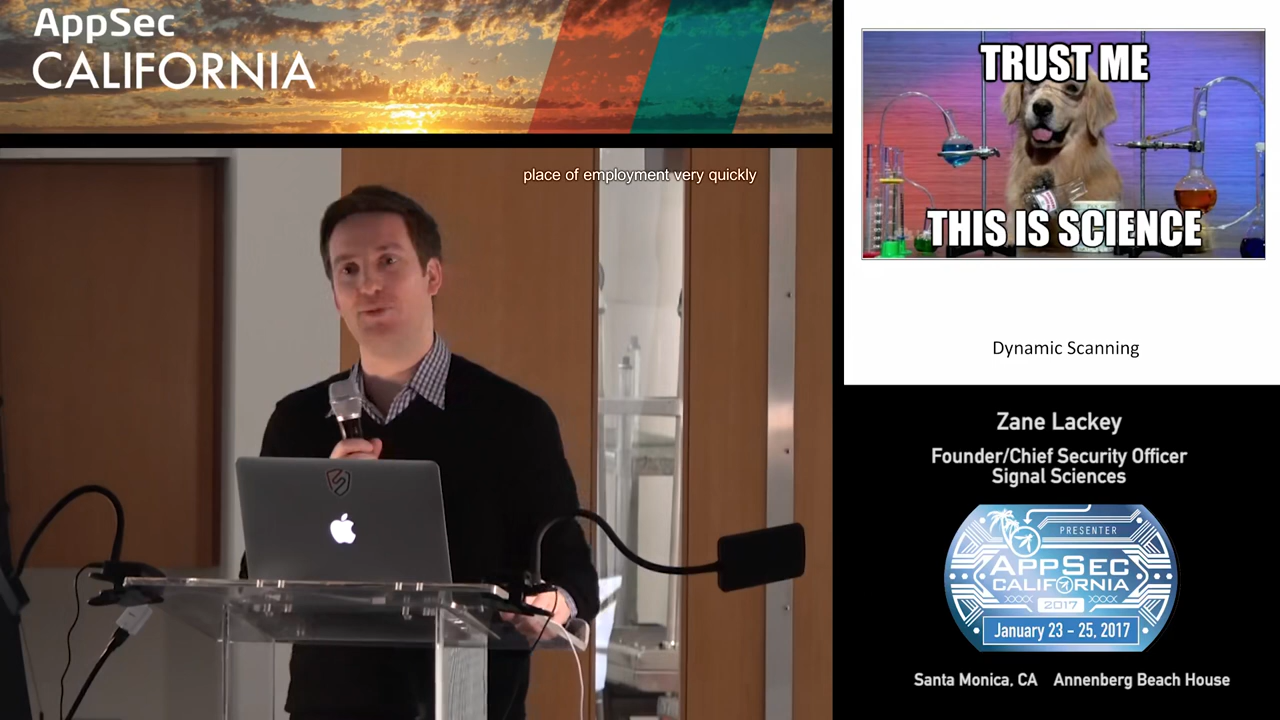 AppSec
CALIFORNIA
place of employment very quickly
TRUST ME
THIS IS SCIENCE
Dynamic Scanning
Zane Lackey
Founder/Chief Security Officer
Signal Sciences
PRESENTER
APPSEC
CALIFORNIA
2017
January 23 - 25, 2017
Santa Monica, CA Annenberg Beach House